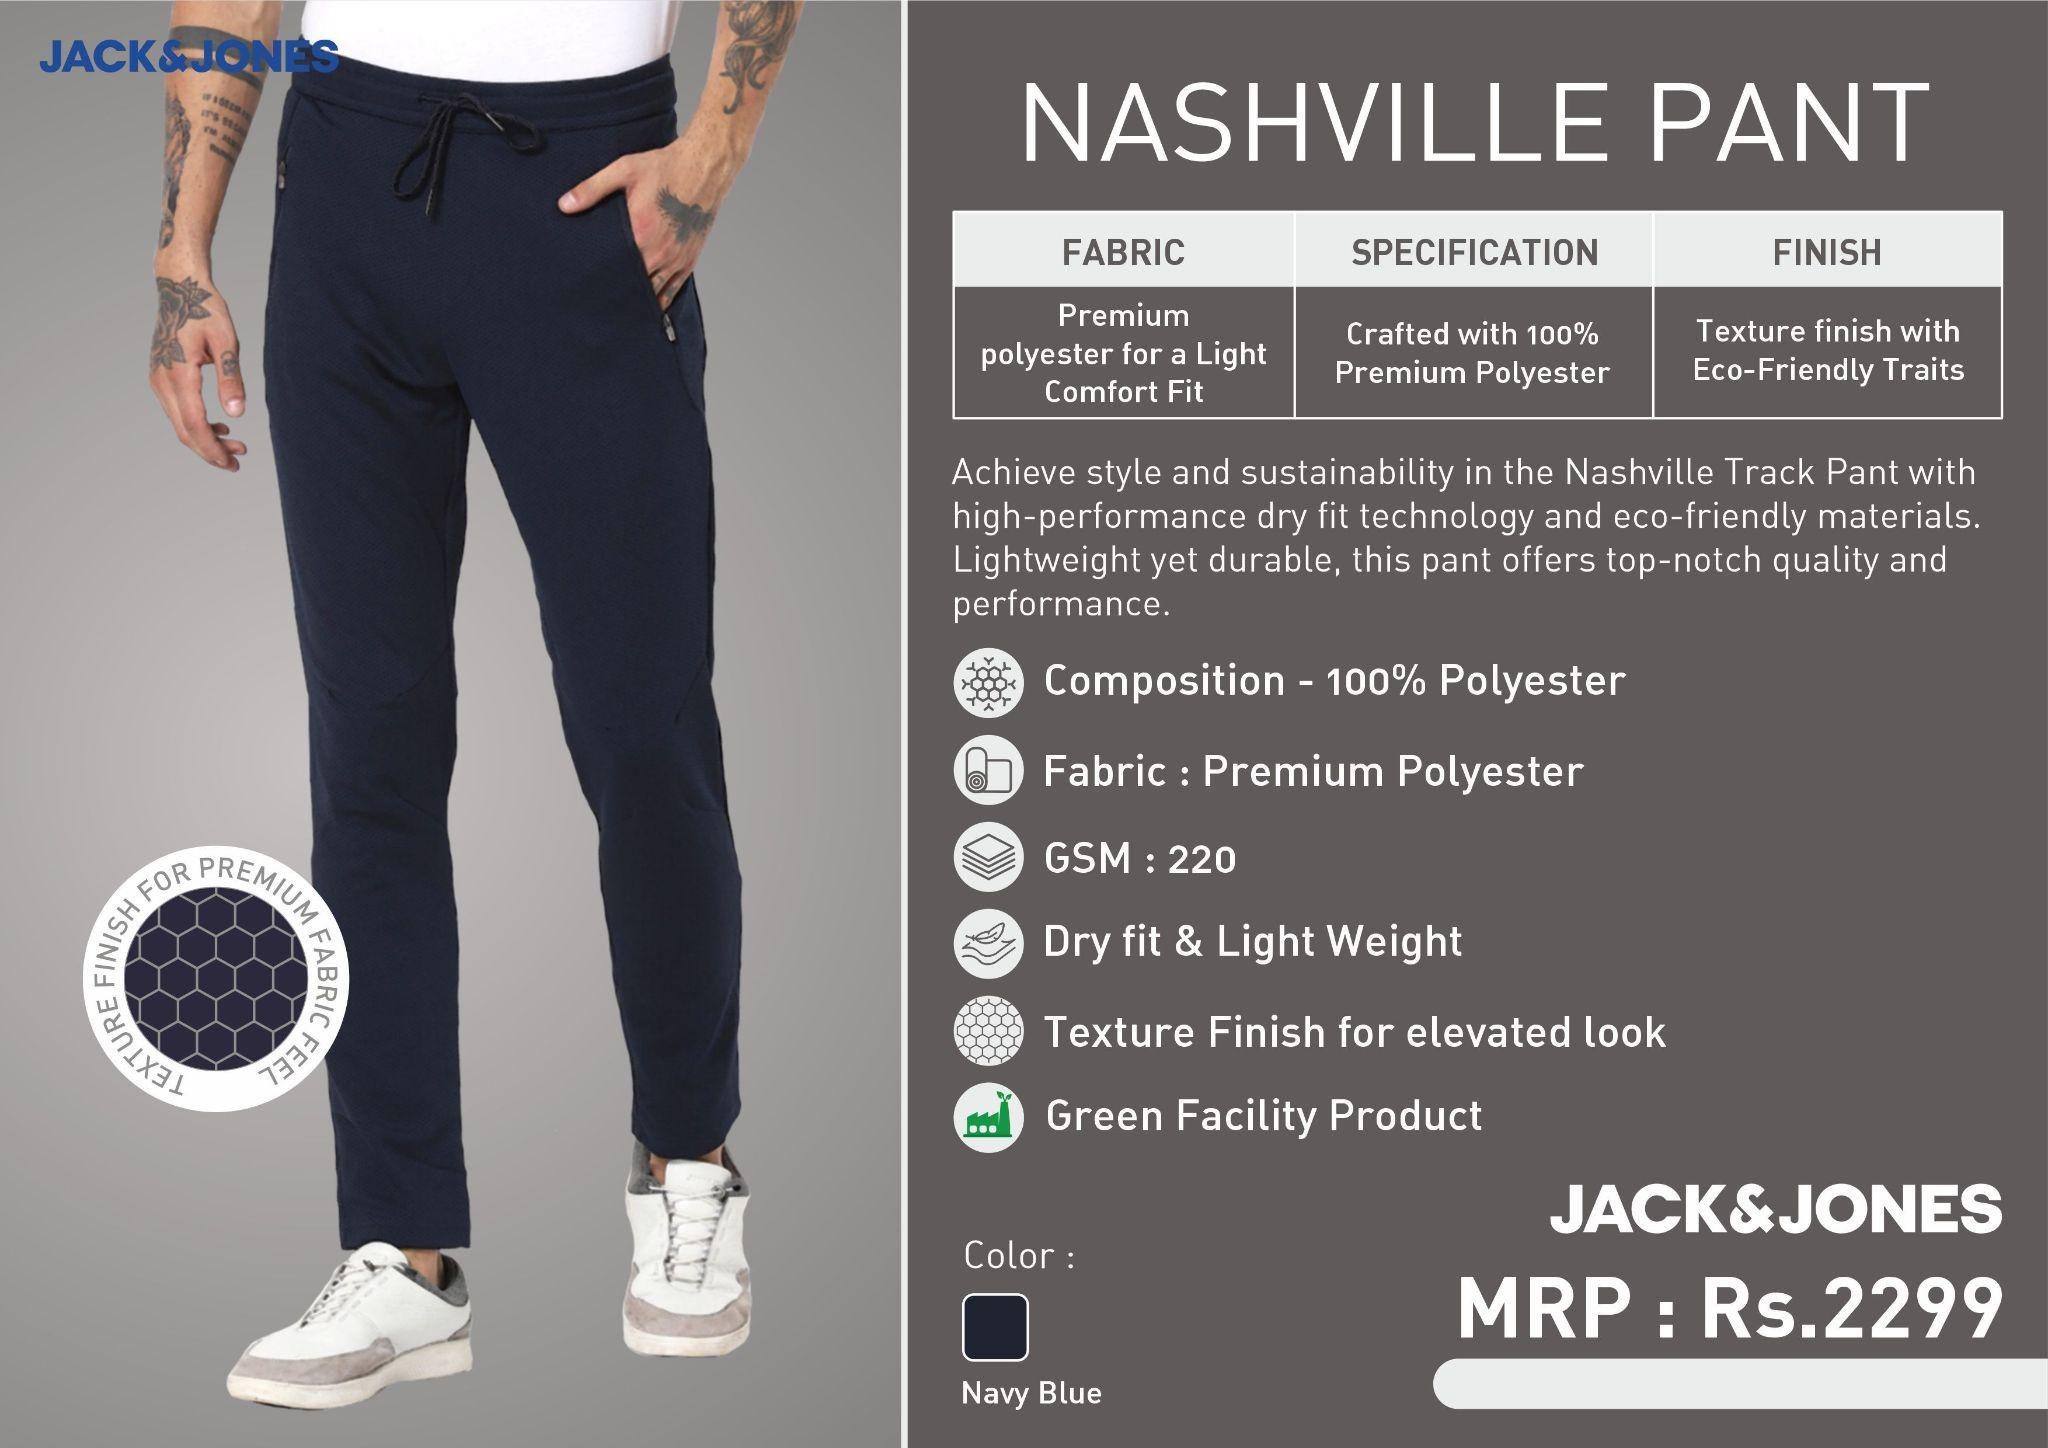 JACK&JONES
TEXTURE FINISH FOR PREMIUM FABRIC FEEL
NASHVILLE PANT
FABRIC
SPECIFICATION
FINISH
Premium
polyester for a Light
Comfort Fit
Crafted with 100%
Premium Polyester
Texture finish with
Eco-Friendly Traits
Achieve style and sustainability in the Nashville Track Pant with
high-performance dry fit technology and eco-friendly materials.
Lightweight yet durable, this pant offers top-notch quality and
performance.
Composition - 100% Polyester
Fabric : Premium Polyester
GSM : 220
Dry fit & Light Weight
Texture Finish for elevated look
Green Facility Product
JACK&JONES
Color :
MRP : Rs.2299
Navy Blue